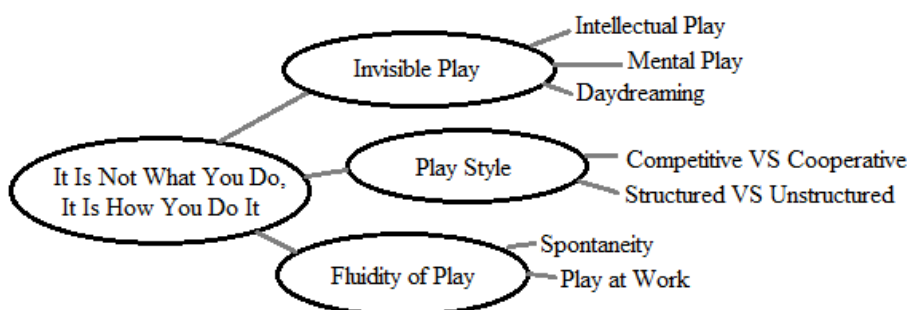 Intellectual Play
Invisible Play
Mental Play
Daydreaming
It Is Not What You Do,
It Is How You Do It
Play Style
Competitive VS Cooperative
Structured VS Unstructured
Fluidity of Play
Spontaneity
Play at Work